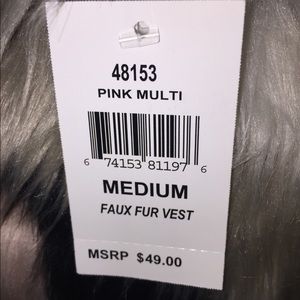 48153
PINK MULTI
6 74153 81197 6
MEDIUM
FAUX FUR VEST
MSRP $49.00